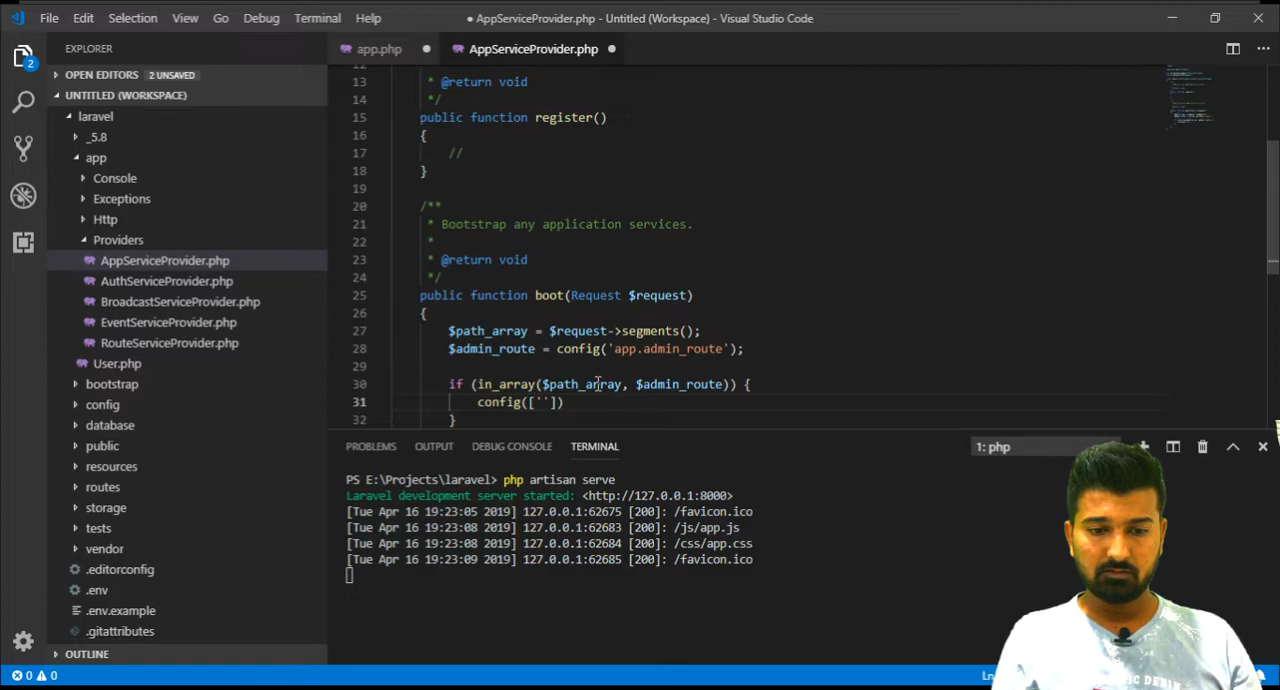 File Edit Selection View Go Debug Terminal Help
● AppServiceProvider.php - Untitled (Workspace) - Visual Studio Code
EXPLORER
app.php
AppServiceProvider.php
OPEN EDITORS 2 UNSAVED
UNTITLED (WORKSPACE)
laravel
_5.8
app
Console
Exceptions
Http
Providers
AppServiceProvider.php
AuthServiceProvider.php
BroadcastServiceProvider.php
EventServiceProvider.php
RouteServiceProvider.php
User.php
bootstrap
config
database
public
resources
routes
storage
tests
vendor
.editorconfig
.env
.env.example
.gitattributes
OUTLINE
2
12
13 * @return void
14 */
15 public function register()
16 {
17 //
18 }
19
20 /**
21 * Bootstrap any application services.
22 *
23 * @return void
24 */
25 public function boot(Request $request)
26 {
27 $path_array = $request->segments();
28 $admin_route = config('app.admin_route');
29
30 if (in_array($path_array, $admin_route)) {
31 config([''])
32 }
PROBLEMS OUTPUT DEBUG CONSOLE TERMINAL
1: php
PS E:\Projects\laravel> php artisan serve
Laravel development server started: <http://127.0.0.1:8000>
[Tue Apr 16 19:23:05 2019] 127.0.0.1:62675 [200]: /favicon.ico
[Tue Apr 16 19:23:08 2019] 127.0.0.1:62683 [200]: /js/app.js
[Tue Apr 16 19:23:08 2019] 127.0.0.1:62684 [200]: /css/app.css
[Tue Apr 16 19:23:09 2019] 127.0.0.1:62685 [200]: /favicon.ico
0 0
Ln